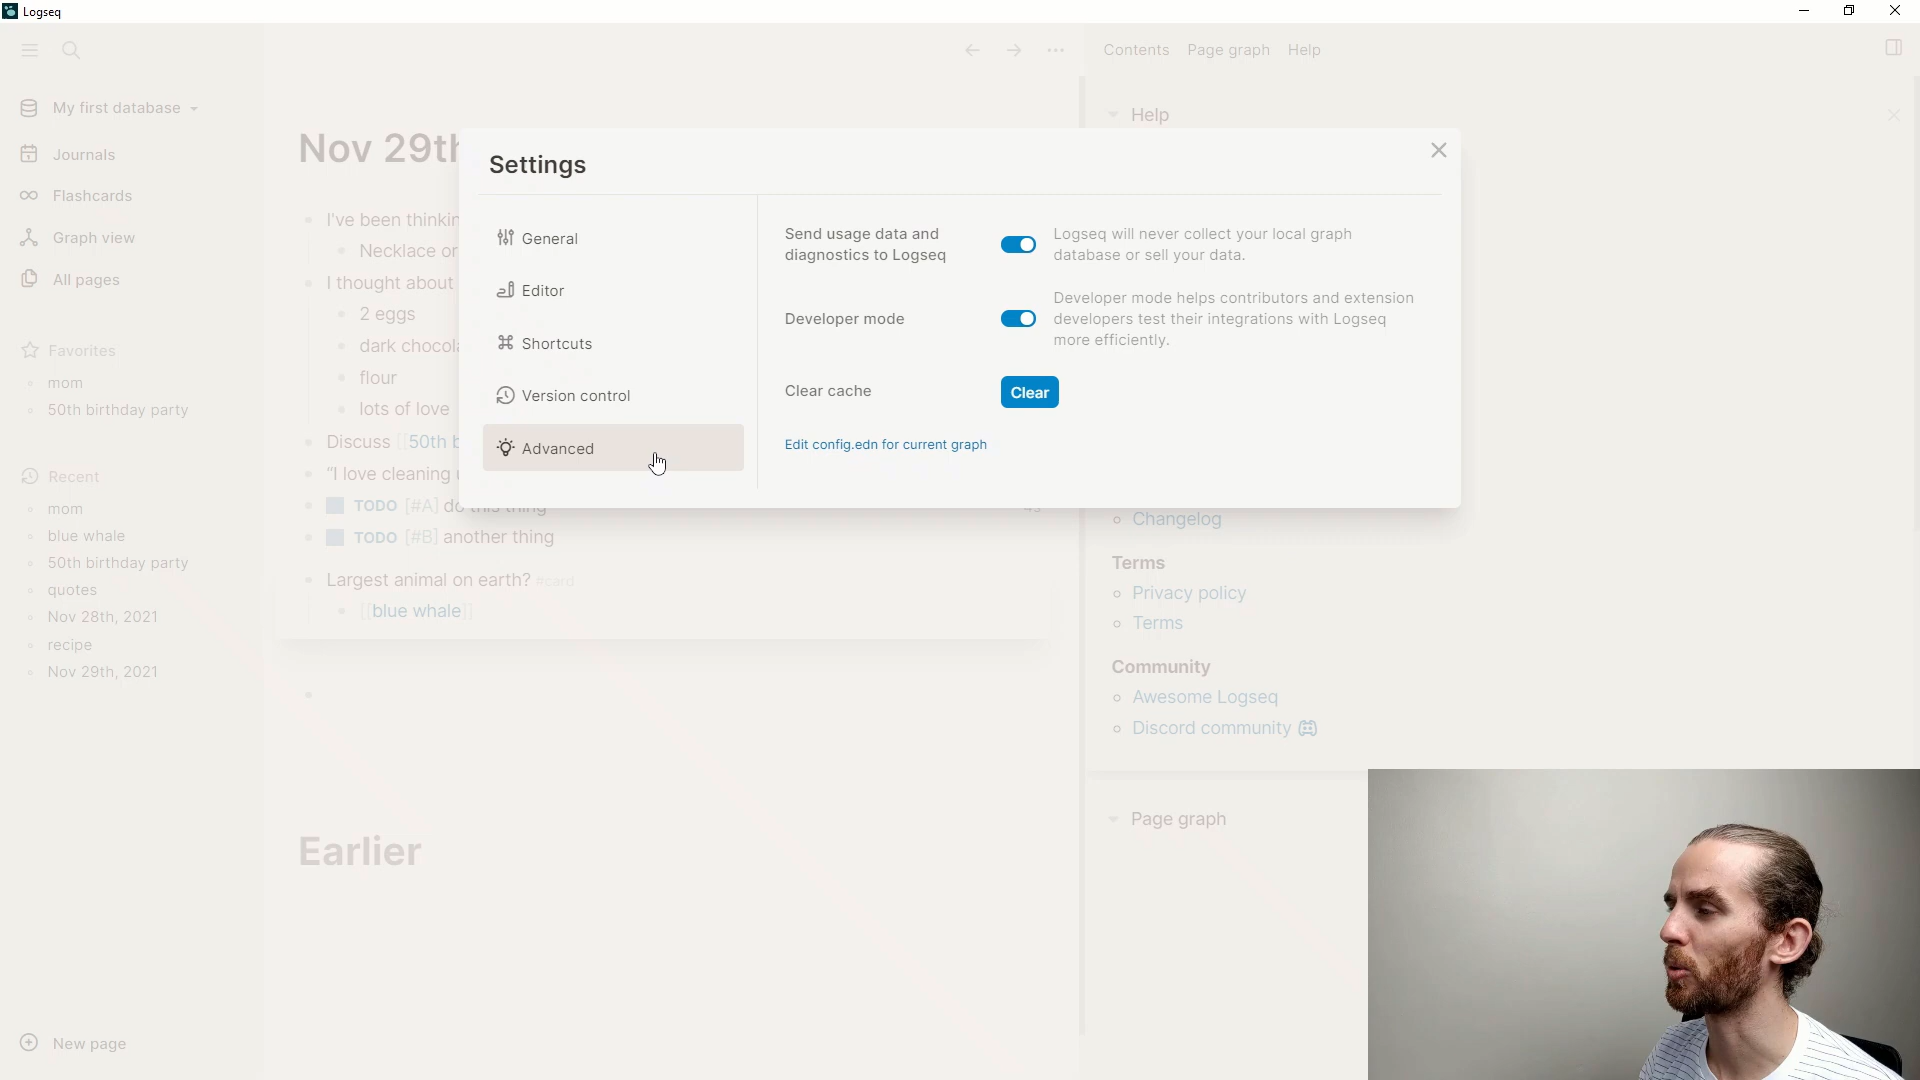 Logseq
Contents Page graph Help
My first database
Journals
Flashcards
Graph view
All pages
Favorites
mom
50th birthday party
Recent
mom
blue whale
50th birthday party
quotes
Nov 28th, 2021
recipe
Nov 29th, 2021
New page
Nov 29th
I've been thinkin
Necklace or
I thought about
2 eggs
dark chocola
flour
lots of love
Discuss [[50th b
“I love cleaning
TODO [#A] do this thing
TODO [#B] another thing
Largest animal on earth? #card
[[blue whale]]
Earlier
Settings
General
Editor
Shortcuts
Version control
Advanced
Send usage data and
diagnostics to Logseq
Logseq will never collect your local graph
database or sell your data.
Developer mode
Developer mode helps contributors and extension
developers test their integrations with Logseq
more efficiently.
Clear cache
Clear
Edit config.edn for current graph
Help
Changelog
Terms
Privacy policy
Terms
Community
Awesome Logseq
Discord community
Page graph